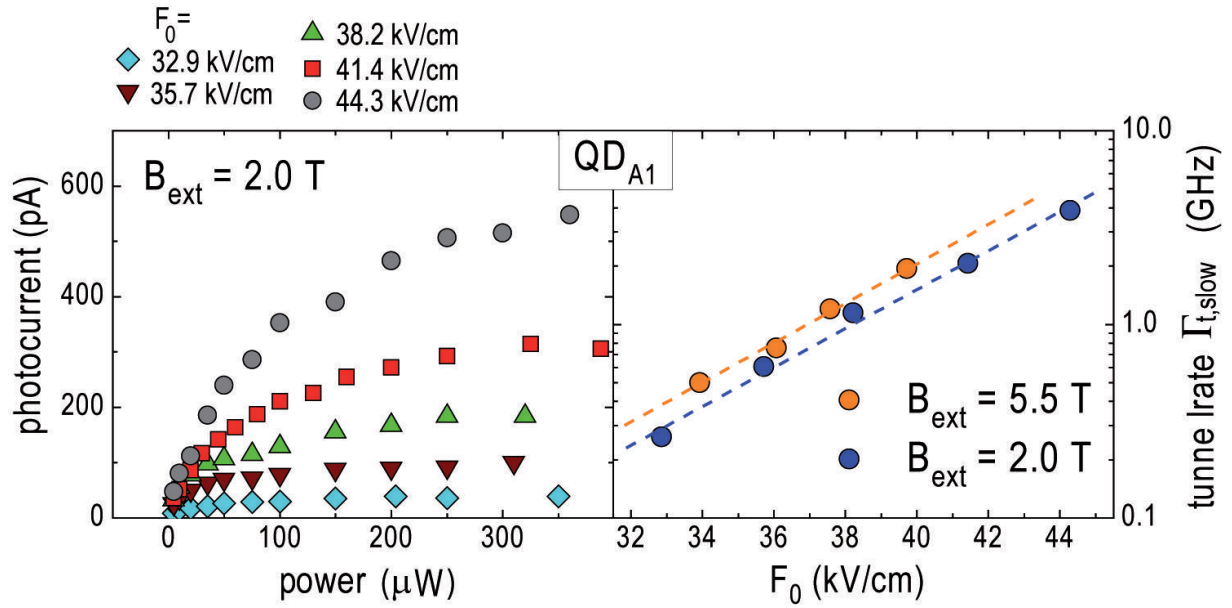 F₀=
32.9 kV/cm
35.7 kV/cm
38.2 kV/cm
41.4 kV/cm
44.3 kV/cm
B_ext = 2.0 T
QD_A1
photocurrent (pA)
600
400
200
0
0 100 200 300
power (μW)
B_ext = 5.5 T
B_ext = 2.0 T
32 34 36 38 40 42 44
F₀ (kV/cm)
10.0
1.0
0.1
tunne lrate Γ_t,slow (GHz)